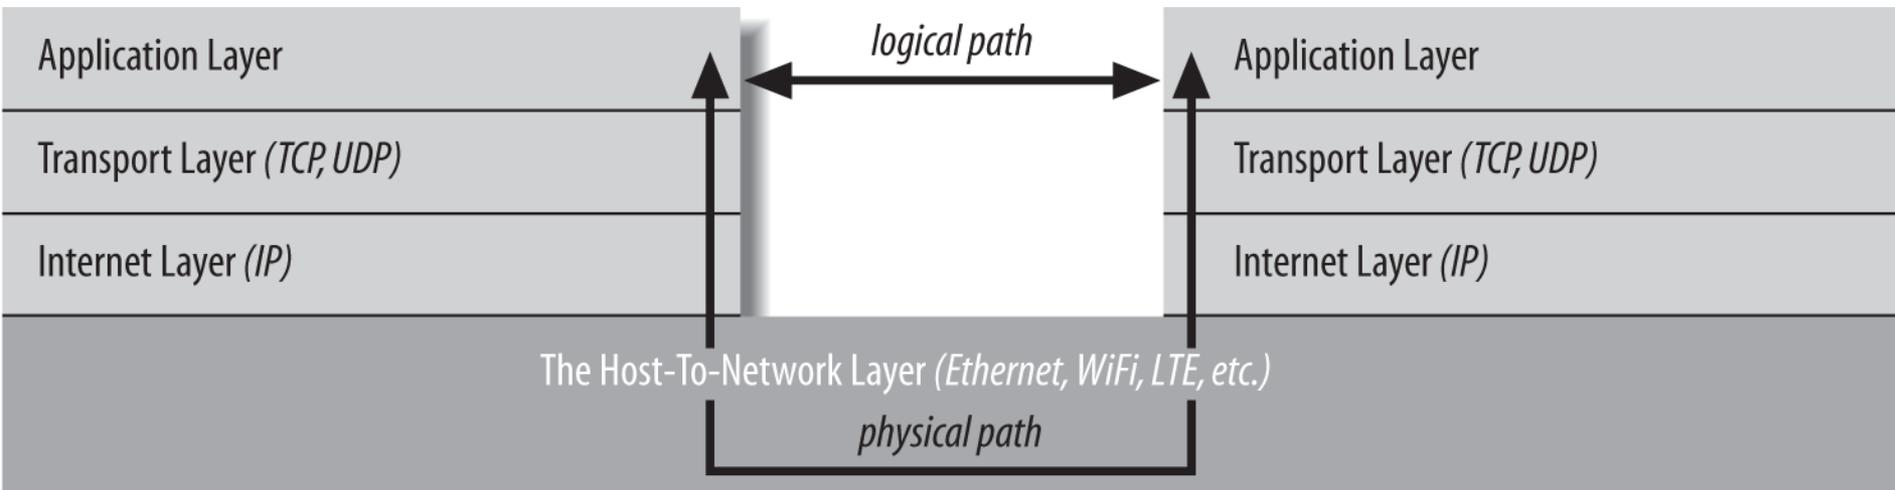 Application Layer
logical path
Application Layer
Transport Layer (TCP, UDP)
Transport Layer (TCP, UDP)
Internet Layer (IP)
Internet Layer (IP)
The Host-To-Network Layer (Ethernet, WiFi, LTE, etc.)
physical path